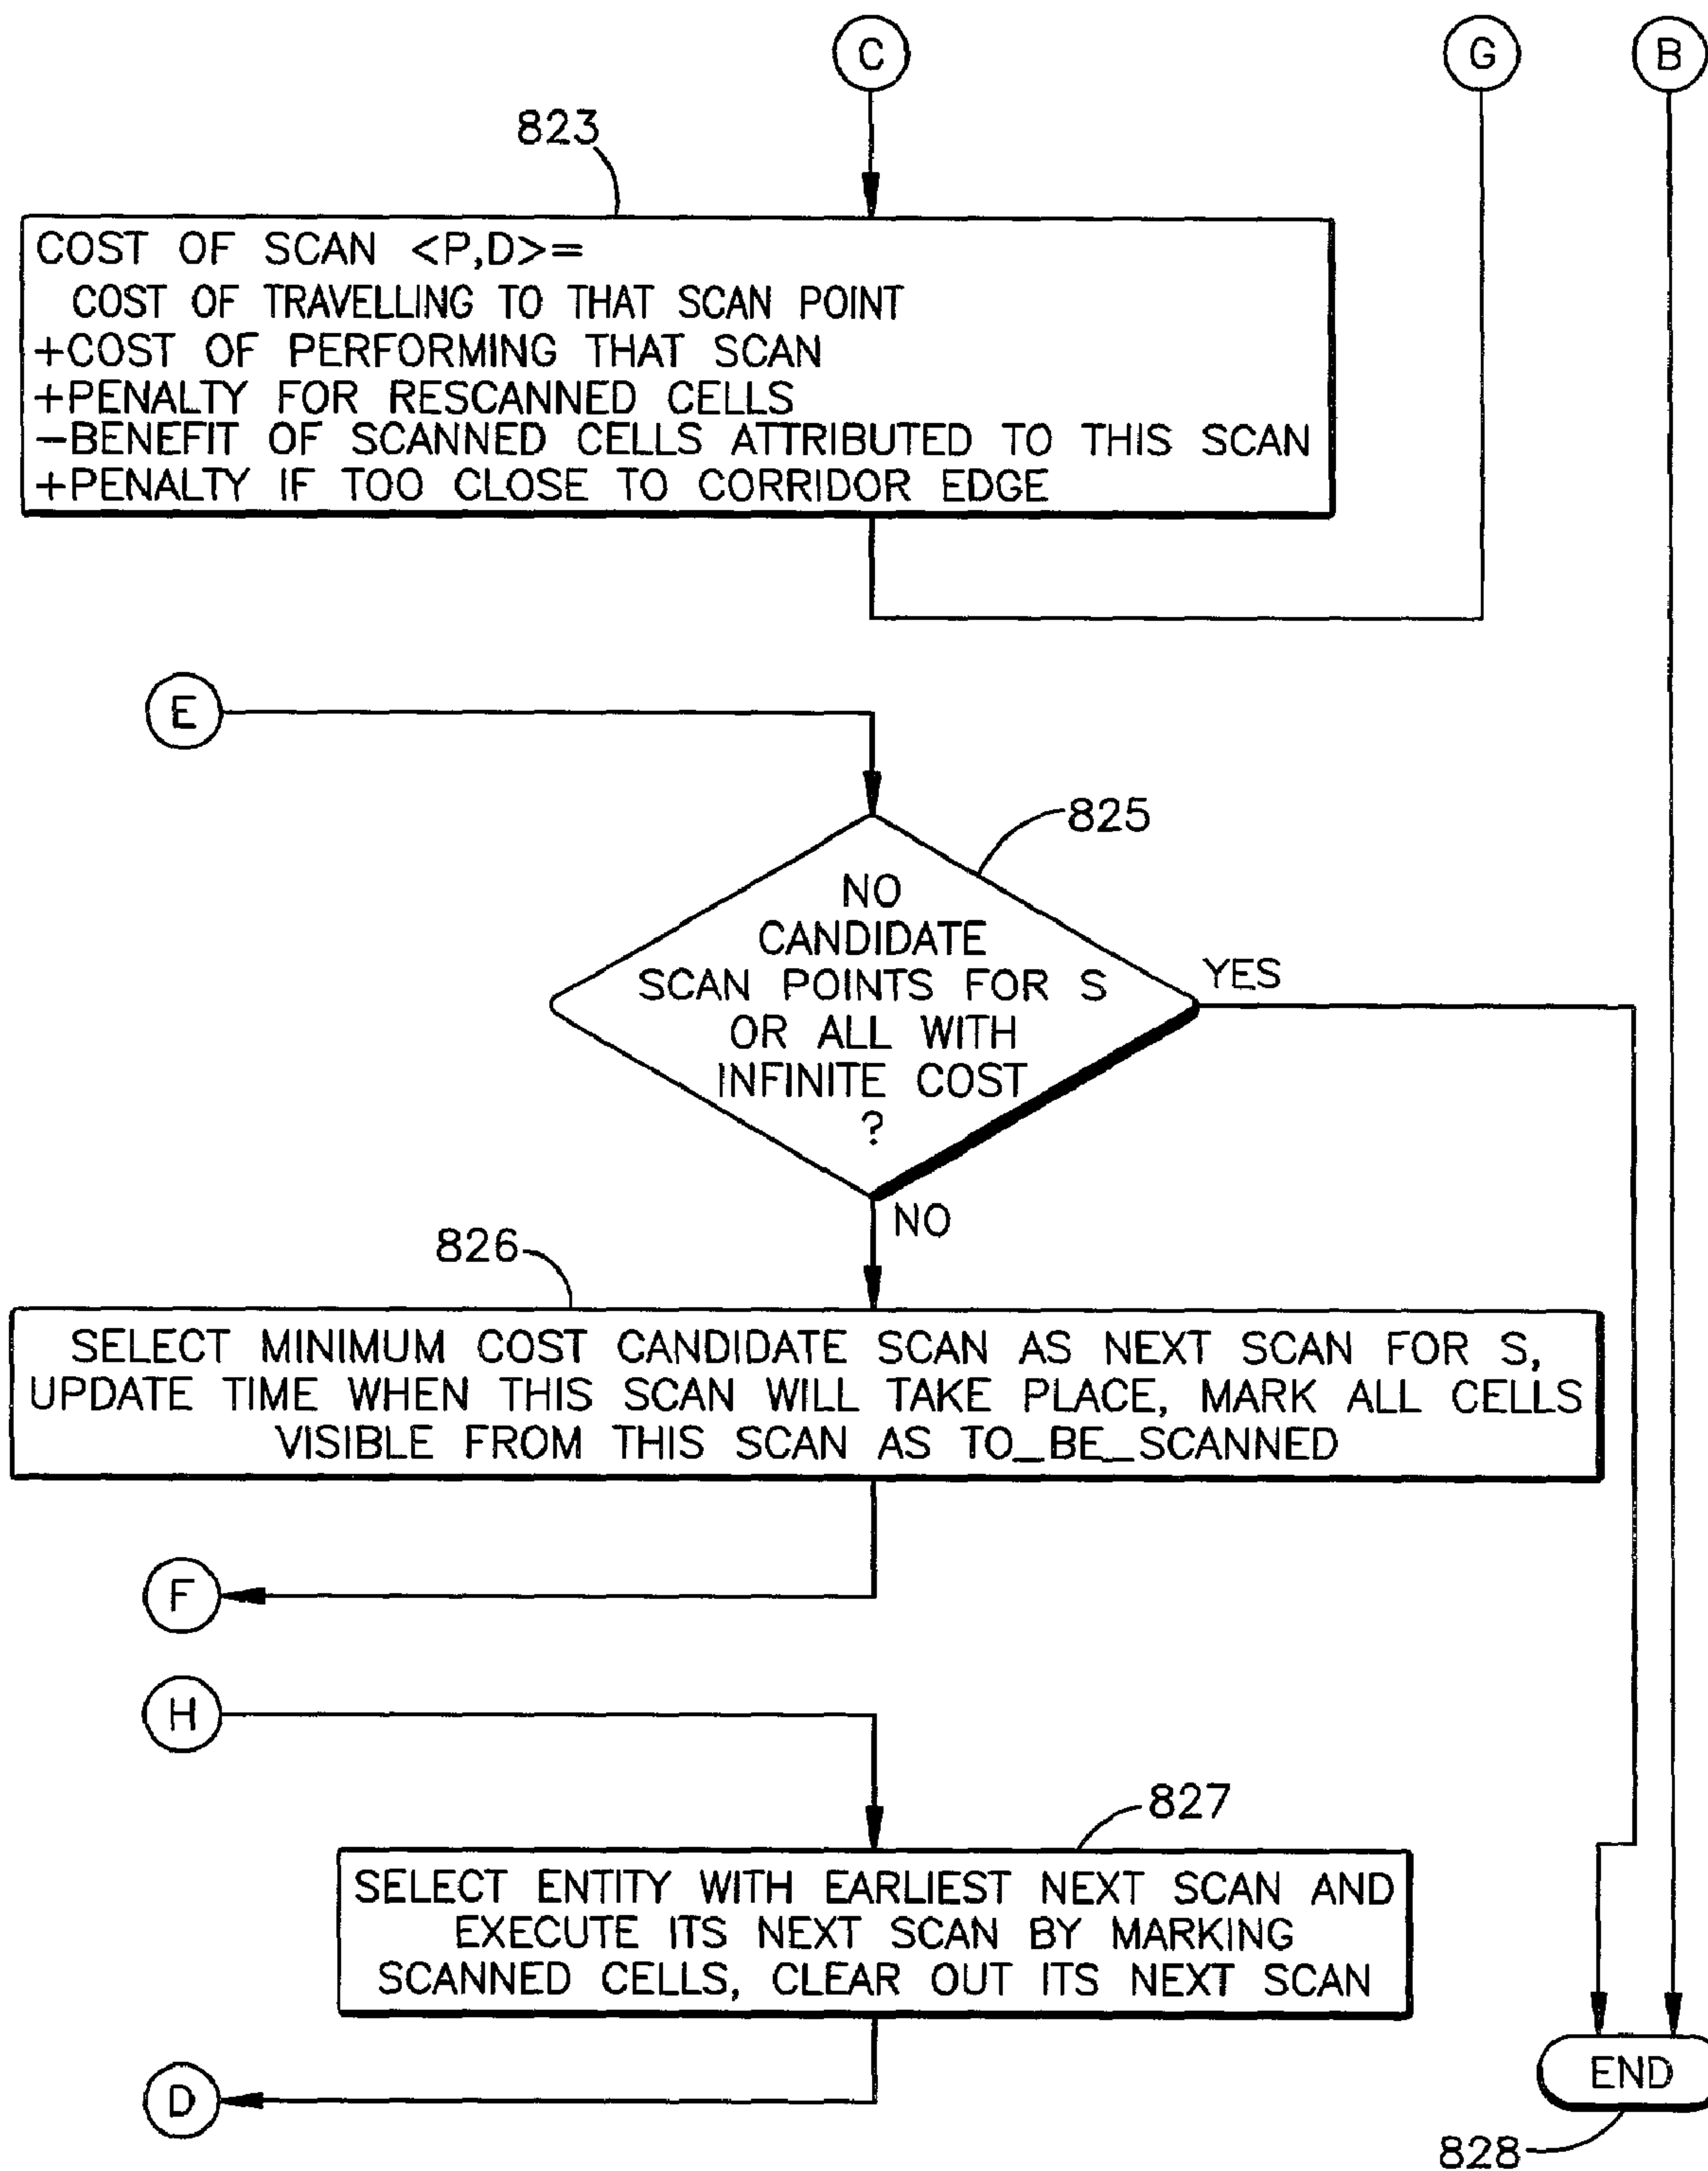 C
G
B
823
COST OF SCAN <P,D>=
COST OF TRAVELLING TO THAT SCAN POINT
+COST OF PERFORMING THAT SCAN
+PENALTY FOR RESCANNED CELLS
−BENEFIT OF SCANNED CELLS ATTRIBUTED TO THIS SCAN
+PENALTY IF TOO CLOSE TO CORRIDOR EDGE
E
825
NO
CANDIDATE
SCAN POINTS FOR S
OR ALL WITH
INFINITE COST
?
YES
NO
826
SELECT MINIMUM COST CANDIDATE SCAN AS NEXT SCAN FOR S,
UPDATE TIME WHEN THIS SCAN WILL TAKE PLACE, MARK ALL CELLS
VISIBLE FROM THIS SCAN AS TO_BE_SCANNED
F
H
827
SELECT ENTITY WITH EARLIEST NEXT SCAN AND
EXECUTE ITS NEXT SCAN BY MARKING
SCANNED CELLS, CLEAR OUT ITS NEXT SCAN
D
END
828